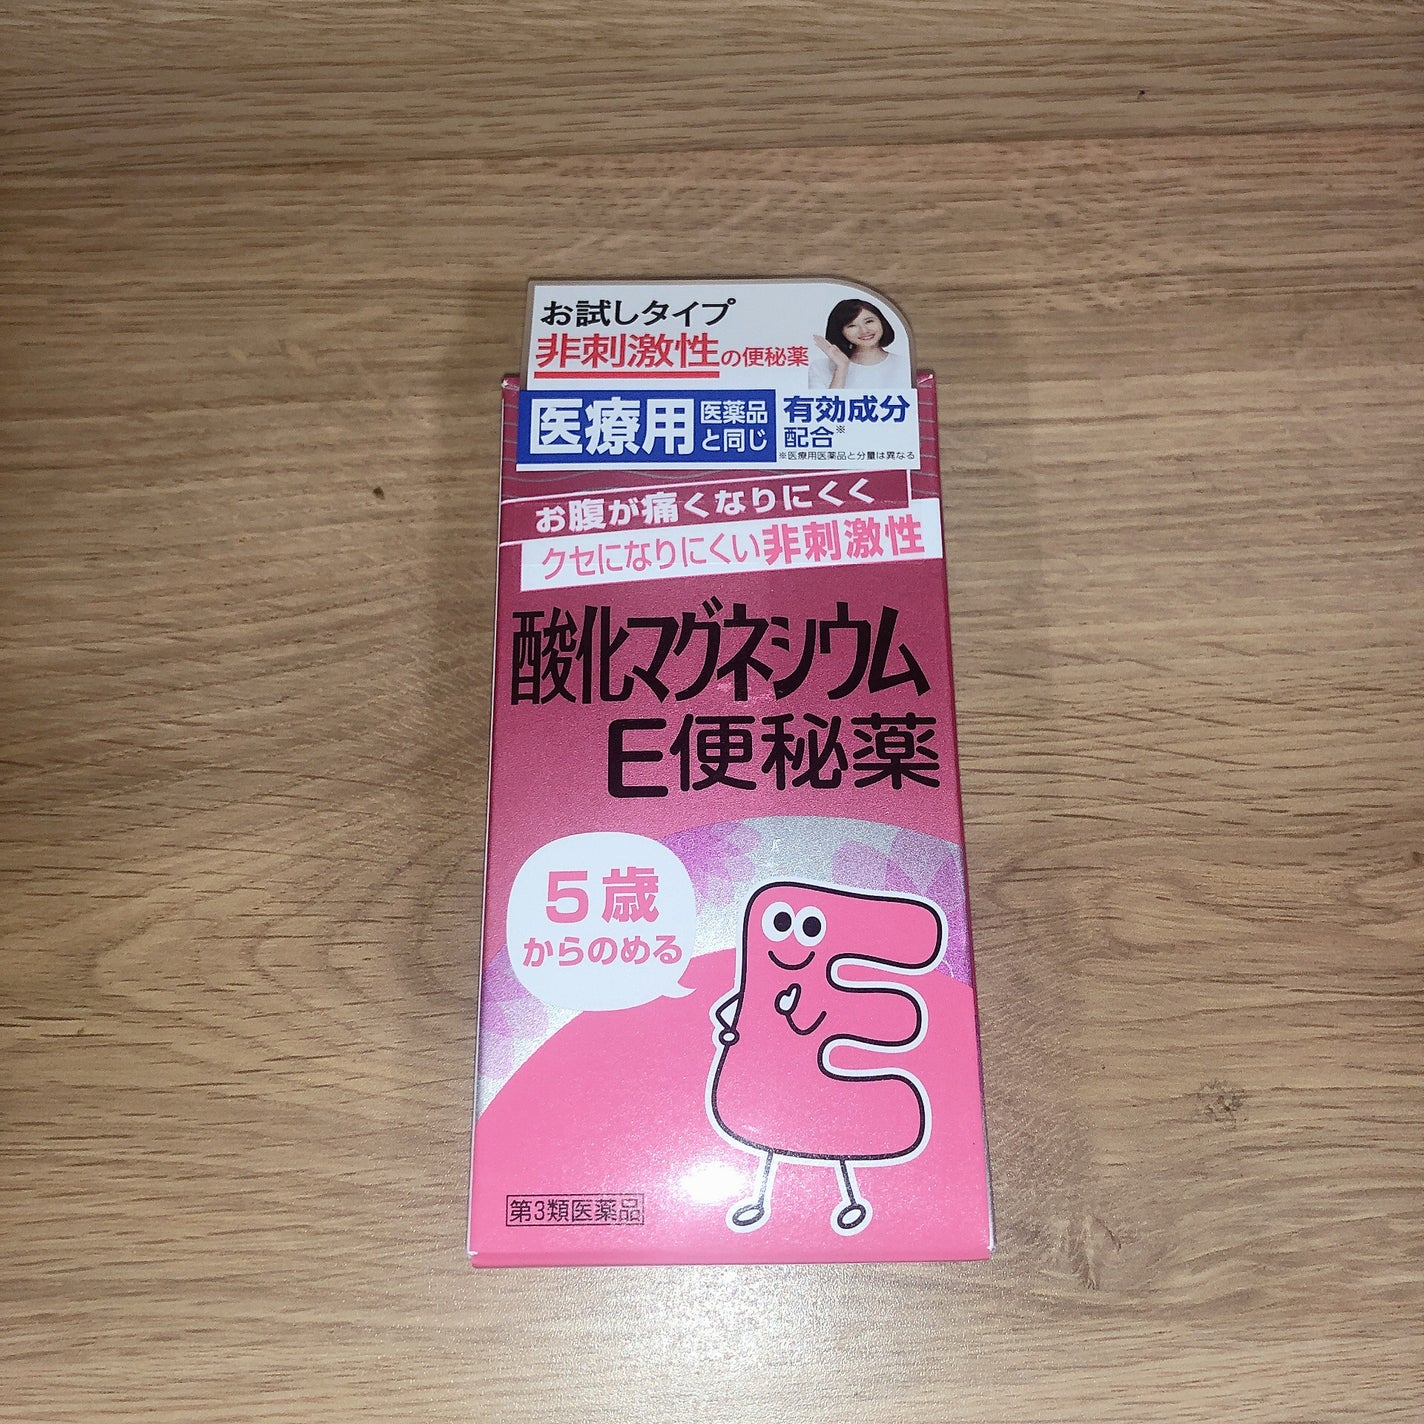 お試しタイプ
非刺激性の便秘薬
医療用医薬品と同じ
有効成分配合※
※医療用医薬品と分量は異なる
お腹が痛くなりにくく
クセになりにくい非刺激性
酸化マグネシウム
E便秘薬
5歳
からのめる
第3類医薬品